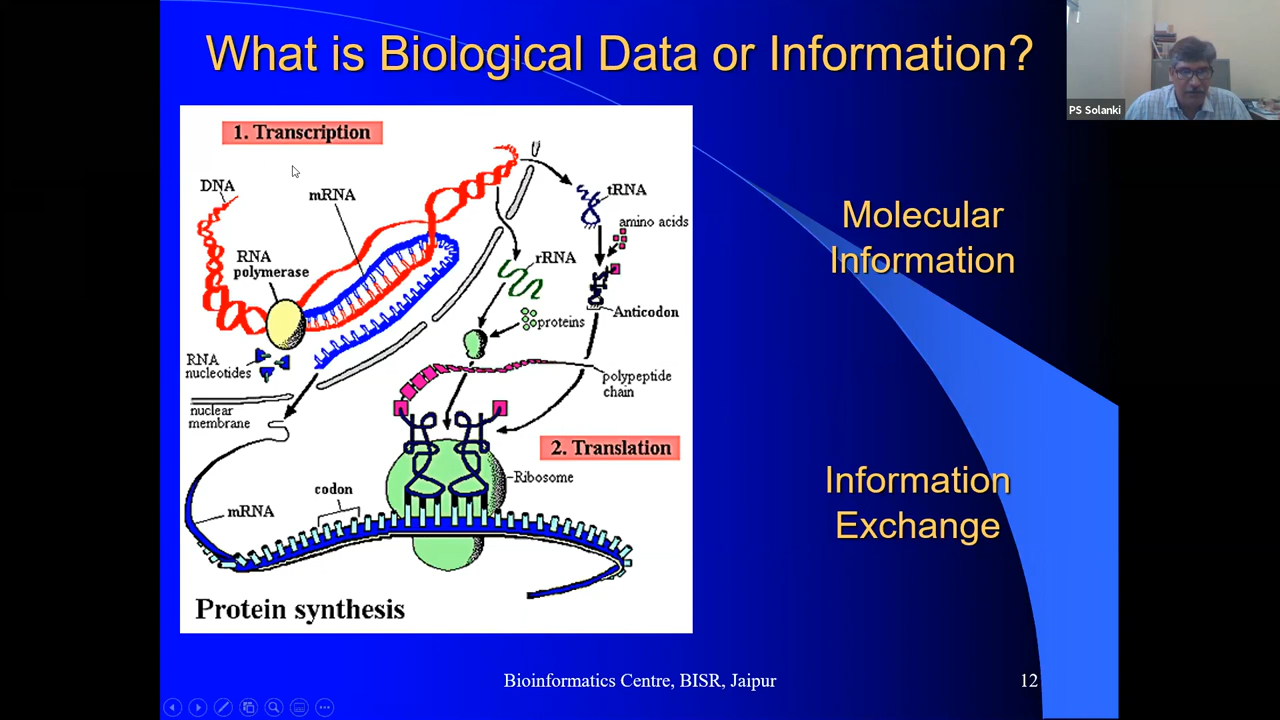 What is Biological Data or Information?
PS Solanki
1. Transcription
DNA
mRNA
RNA
polymerase
RNA
nucleotides
nuclear
membrane
tRNA
amino acids
rRNA
Anticodon
proteins
polypeptide
chain
2. Translation
Ribosome
codon
mRNA
Protein synthesis
Molecular
Information
Information
Exchange
Bioinformatics Centre, BISR, Jaipur
12